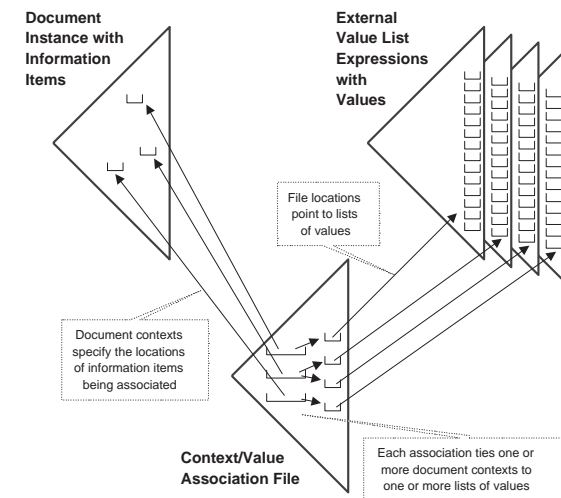 Document
Instance with
Information
Items
External
Value List
Expressions
with
Values
File locations
point to lists
of values
Document contexts
specify the locations
of information items
being associated
Context/Value
Association File
Each association ties one or
more document contexts to
one or more lists of values